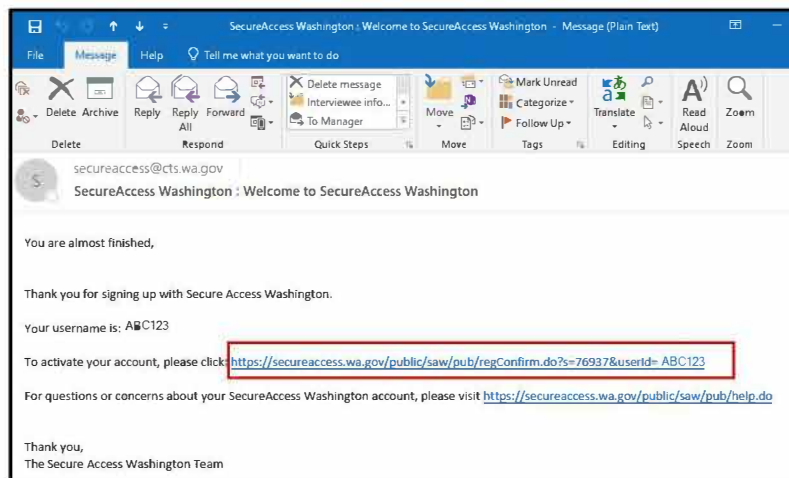 SecureAccess Washington : Welcome to SecureAccess Washington - Message (Plain Text)
File Message Help Tell me what you want to do
Delete Archive Reply Reply All Forward
Delete message
Interviewee info...
To Manager
Move
Mark Unread
Categorize
Follow Up
Translate
Read Aloud
Zoom
Delete Respond Quick Steps Move Tags Editing Speech Zoom
S
secureaccess@cts.wa.gov
SecureAccess Washington : Welcome to SecureAccess Washington
You are almost finished,
Thank you for signing up with Secure Access Washington.
Your username is: ABC123
To activate your account, please click: https://secureaccess.wa.gov/public/saw/pub/regConfirm.do?s=76937&userId= ABC123
For questions or concerns about your SecureAccess Washington account, please visit https://secureaccess.wa.gov/public/saw/pub/help.do
Thank you,
The Secure Access Washington Team